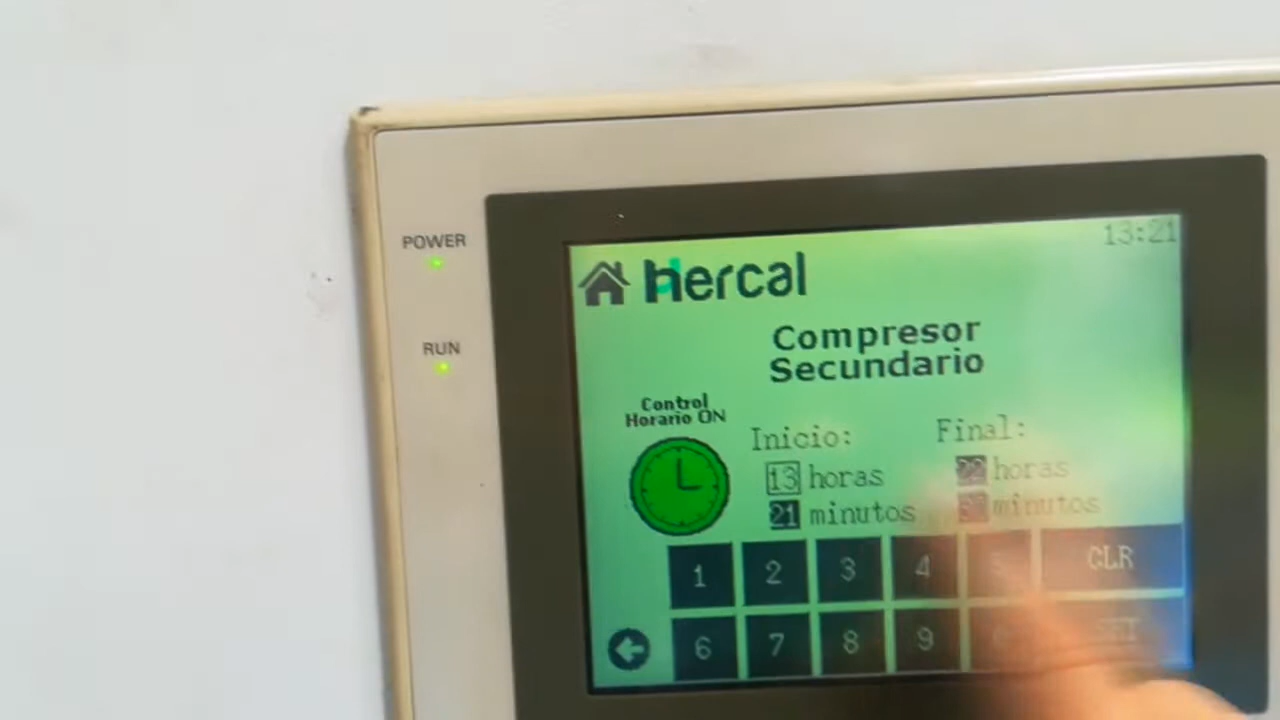 POWER
RUN
13:21
hercal
Compresor
Secundario
Control
Horario ON
Inicio:
Final:
13 horas
22 horas
21 minutos
minutos
1 2 3 4 CLR
6 7 8 9